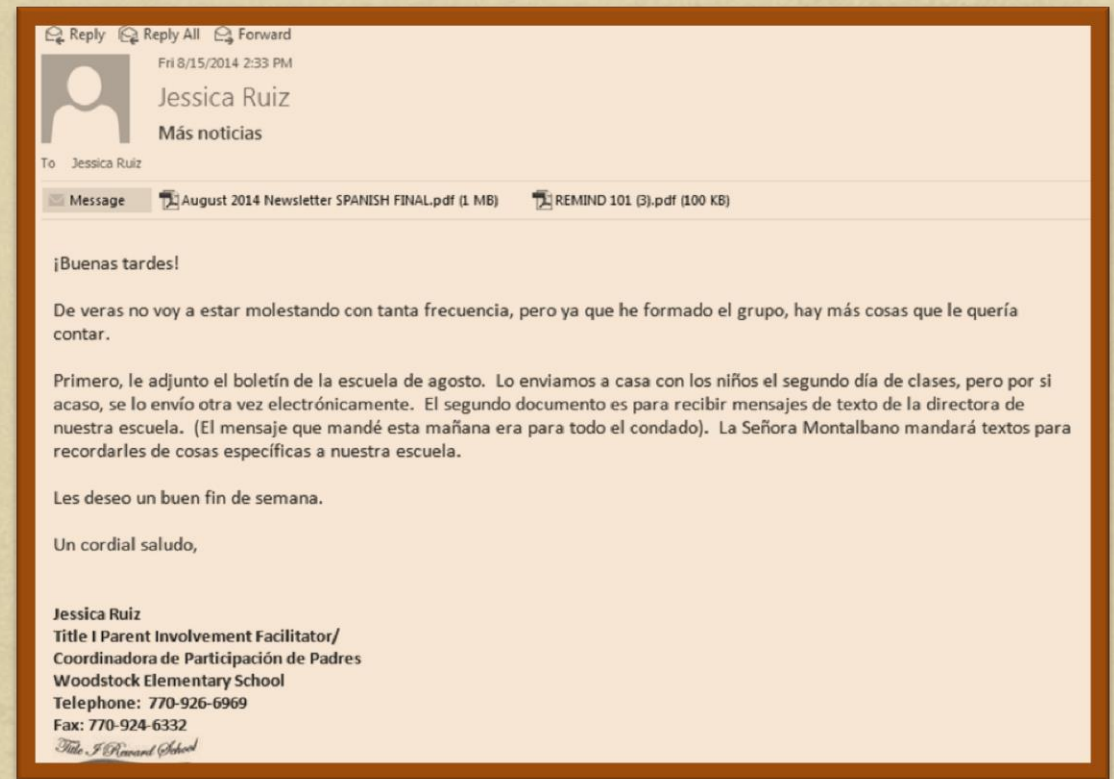 Reply Reply All Forward
Fri 8/15/2014 2:33 PM
Jessica Ruiz
Más noticias
To Jessica Ruiz
Message August 2014 Newsletter SPANISH FINAL.pdf (1 MB) REMIND 101 (3).pdf (100 KB)
¡Buenas tardes!
De veras no voy a estar molestando con tanta frecuencia, pero ya que he formado el grupo, hay más cosas que le quería
contar.
Primero, le adjunto el boletín de la escuela de agosto. Lo enviamos a casa con los niños el segundo día de clases, pero por si
acaso, se lo envío otra vez electrónicamente. El segundo documento es para recibir mensajes de texto de la directora de
nuestra escuela. (El mensaje que mandé esta mañana era para todo el condado). La Señora Montalbano mandará textos para
recordarles de cosas específicas a nuestra escuela.
Les deseo un buen fin de semana.
Un cordial saludo,
Jessica Ruiz
Title I Parent Involvement Facilitator/
Coordinadora de Participación de Padres
Woodstock Elementary School
Telephone: 770-926-6969
Fax: 770-924-6332
Title I Reward School